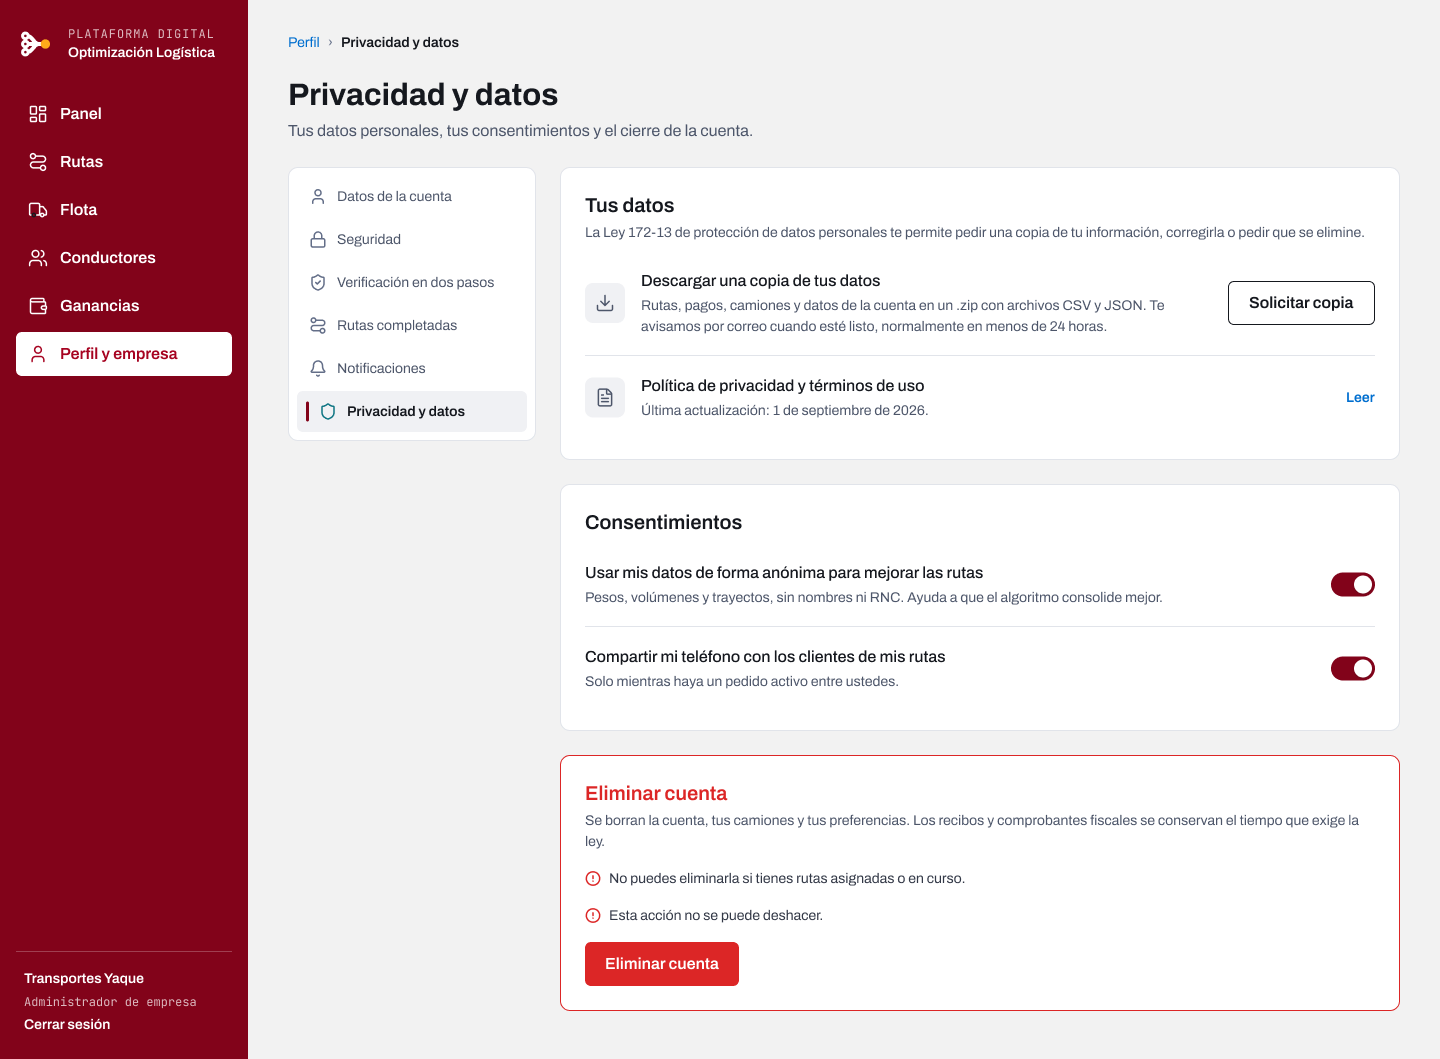 PLATAFORMA DIGITAL
Optimización Logística
Panel
Rutas
Flota
Conductores
Ganancias
Perfil y empresa
Transportes Yaque
Administrador de empresa
Cerrar sesión
Perfil › Privacidad y datos
Privacidad y datos
Tus datos personales, tus consentimientos y el cierre de la cuenta.
Datos de la cuenta
Seguridad
Verificación en dos pasos
Rutas completadas
Notificaciones
Privacidad y datos
Tus datos
La Ley 172-13 de protección de datos personales te permite pedir una copia de tu información, corregirla o pedir que se elimine.
Descargar una copia de tus datos
Rutas, pagos, camiones y datos de la cuenta en un .zip con archivos CSV y JSON. Te
avisamos por correo cuando esté listo, normalmente en menos de 24 horas.
Solicitar copia
Política de privacidad y términos de uso
Última actualización: 1 de septiembre de 2026.
Leer
Consentimientos
Usar mis datos de forma anónima para mejorar las rutas
Pesos, volúmenes y trayectos, sin nombres ni RNC. Ayuda a que el algoritmo consolide mejor.
Compartir mi teléfono con los clientes de mis rutas
Solo mientras haya un pedido activo entre ustedes.
Eliminar cuenta
Se borran la cuenta, tus camiones y tus preferencias. Los recibos y comprobantes fiscales se conservan el tiempo que exige la
ley.
No puedes eliminarla si tienes rutas asignadas o en curso.
Esta acción no se puede deshacer.
Eliminar cuenta